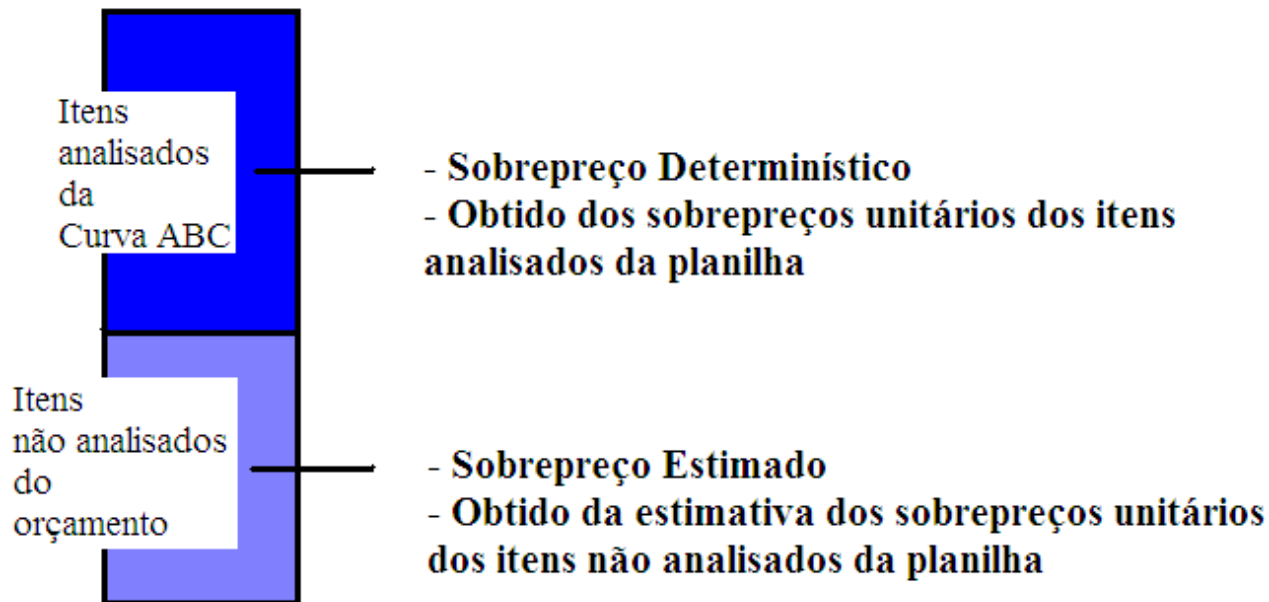 Itens
analisados
da
Curva ABC
- Sobrepreço Determinístico
- Obtido dos sobrepreços unitários dos itens
analisados da planilha
Itens
não analisados
do
orçamento
- Sobrepreço Estimado
- Obtido da estimativa dos sobrepreços unitários
dos itens não analisados da planilha